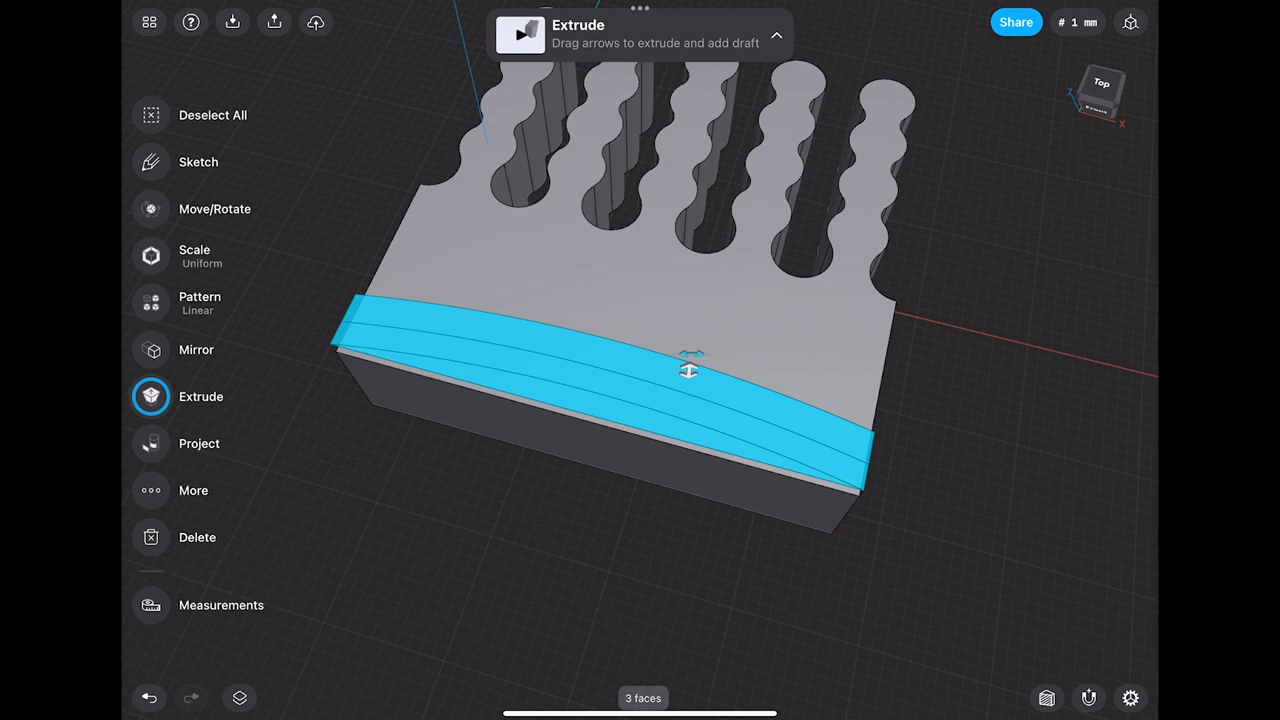 Extrude
Drag arrows to extrude and add draft
Share
# 1 mm
Top
Front
Z
X
Deselect All
Sketch
Move/Rotate
Scale
Uniform
Pattern
Linear
Mirror
Extrude
Project
More
Delete
Measurements
3 faces